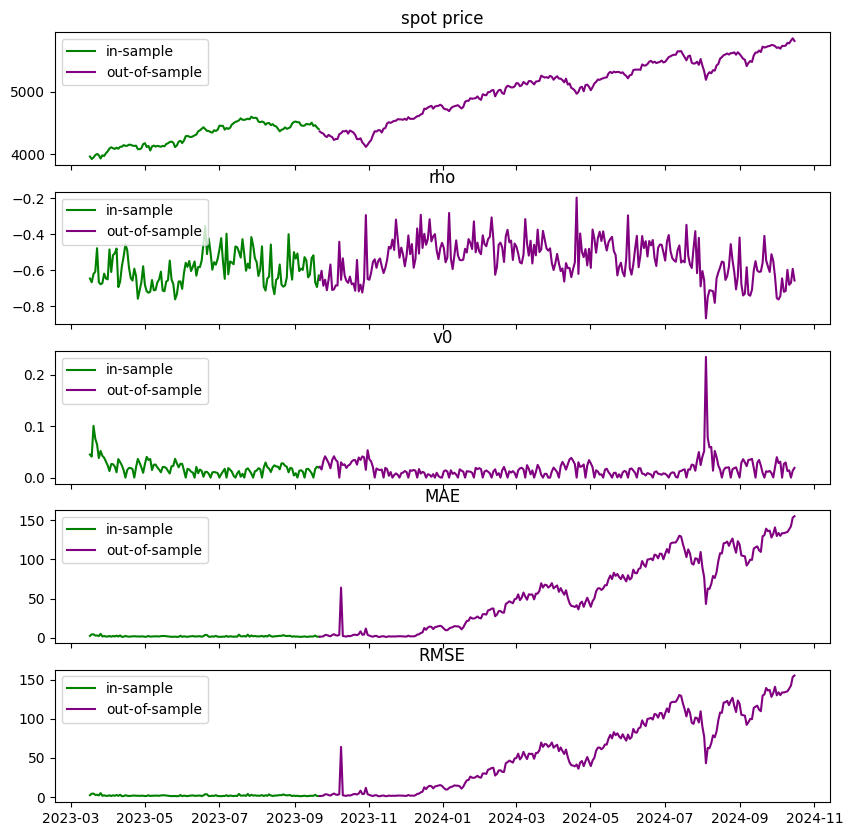 spot price
in-sample
out-of-sample
5000
4000
rho
in-sample
out-of-sample
−0.2
−0.4
−0.6
−0.8
v0
in-sample
out-of-sample
0.2
0.1
0.0
MAE
in-sample
out-of-sample
150
100
50
0
RMSE
in-sample
out-of-sample
150
100
50
0
2023-03 2023-05 2023-07 2023-09 2023-11 2024-01 2024-03 2024-05 2024-07 2024-09 2024-11